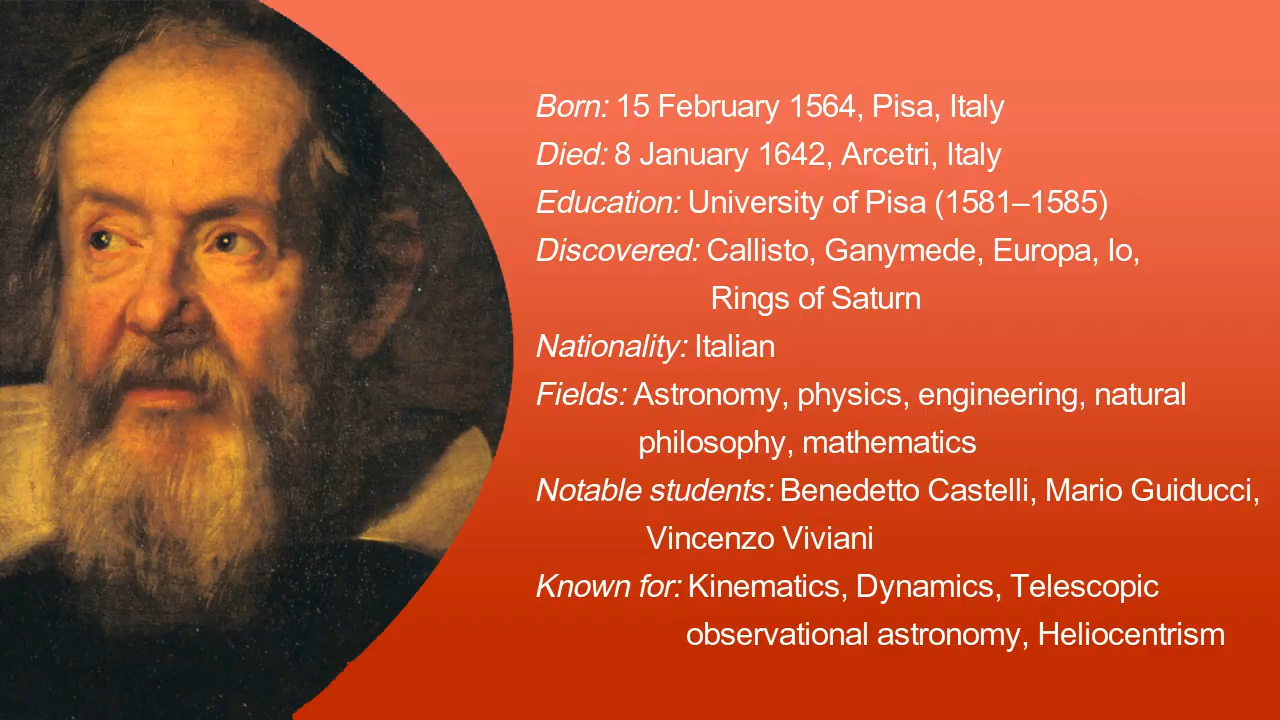 Born: 15 February 1564, Pisa, Italy
Died: 8 January 1642, Arcetri, Italy
Education: University of Pisa (1581–1585)
Discovered: Callisto, Ganymede, Europa, Io,
Rings of Saturn
Nationality: Italian
Fields: Astronomy, physics, engineering, natural
philosophy, mathematics
Notable students: Benedetto Castelli, Mario Guiducci,
Vincenzo Viviani
Known for: Kinematics, Dynamics, Telescopic
observational astronomy, Heliocentrism